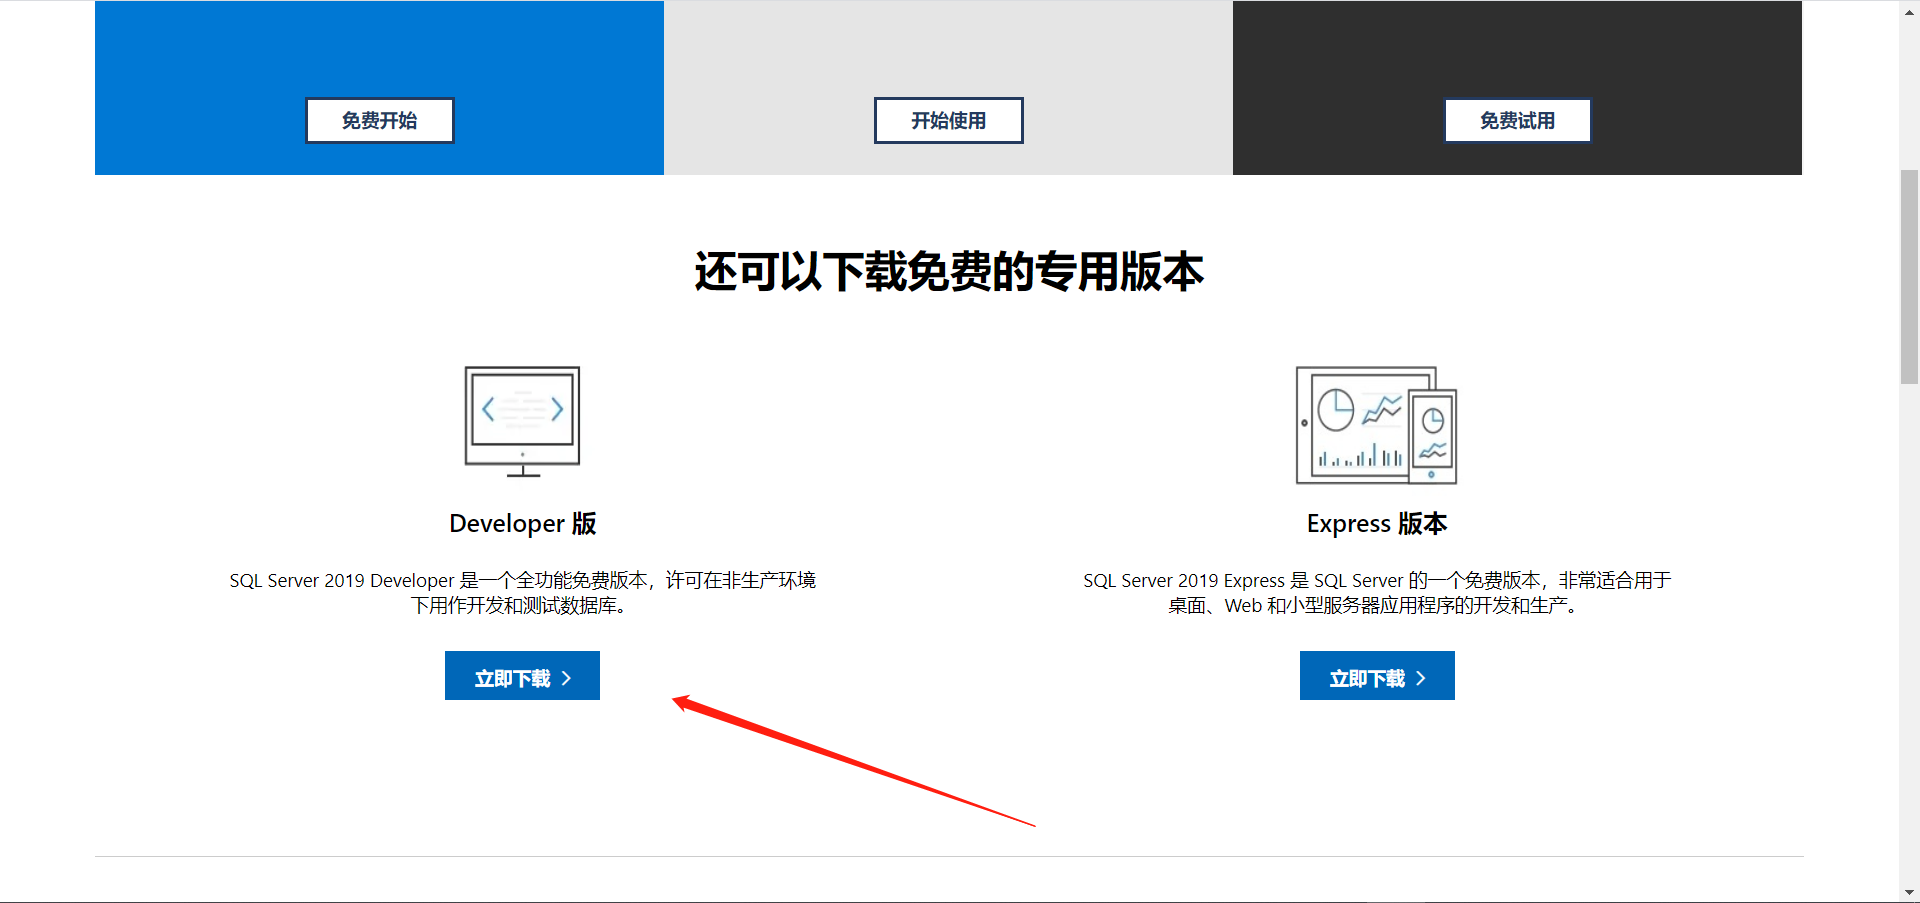 免费开始
开始使用
免费试用
还可以下载免费的专用版本
Developer 版
SQL Server 2019 Developer 是一个全功能免费版本，许可在非生产环境
下用作开发和测试数据库。
立即下载
Express 版本
SQL Server 2019 Express 是 SQL Server 的一个免费版本，非常适合用于
桌面、Web 和小型服务器应用程序的开发和生产。
立即下载